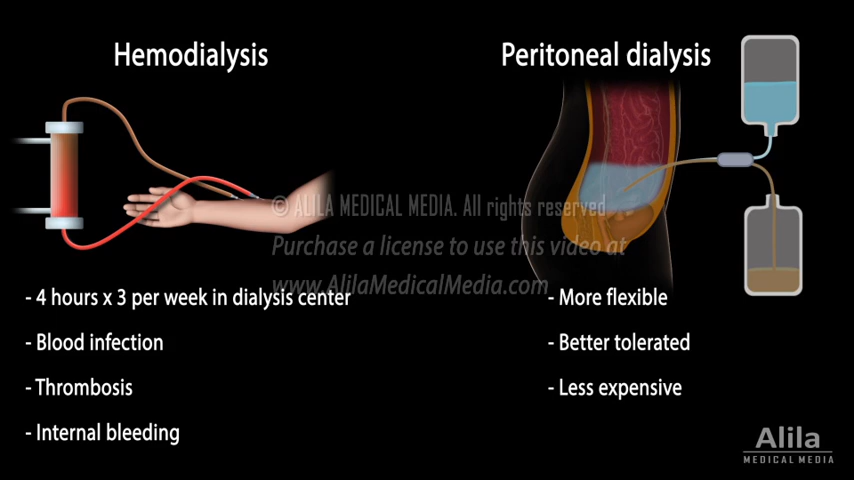 Hemodialysis
Peritoneal dialysis
© ALILA MEDICAL MEDIA. All rights reserved
Purchase a license to use this video at
www.AlilaMedicalMedia.com
- 4 hours x 3 per week in dialysis center
- Blood infection
- Thrombosis
- Internal bleeding
- More flexible
- Better tolerated
- Less expensive
Alila
MEDICAL MEDIA